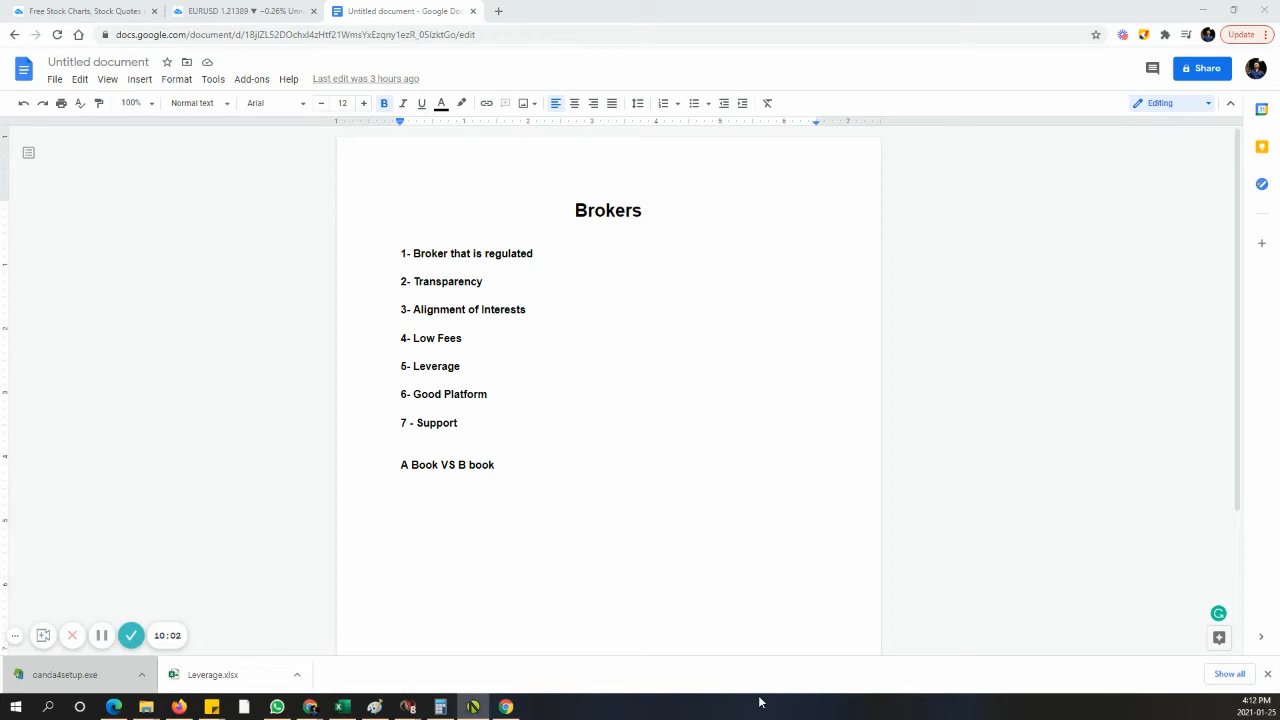 Free Stock Charts, Stock Quotes
EURUSD 1.21389 ▼ −0.26% Unn
Untitled document - Google Doc
docs.google.com/document/d/
Update
Untitled document
File Edit View Insert Format Tools Add-ons Help Last edit was 3 hours ago
Share
100% Normal text Arial 12 Editing
Brokers
1- Broker that is regulated
2- Transparency
3- Alignment of Interests
4- Low Fees
5- Leverage
6- Good Platform
7 - Support
A Book VS B book
10:02
oanda4setup.exe
Leverage.xlsx
Show all
4:12 PM
2021-01-25